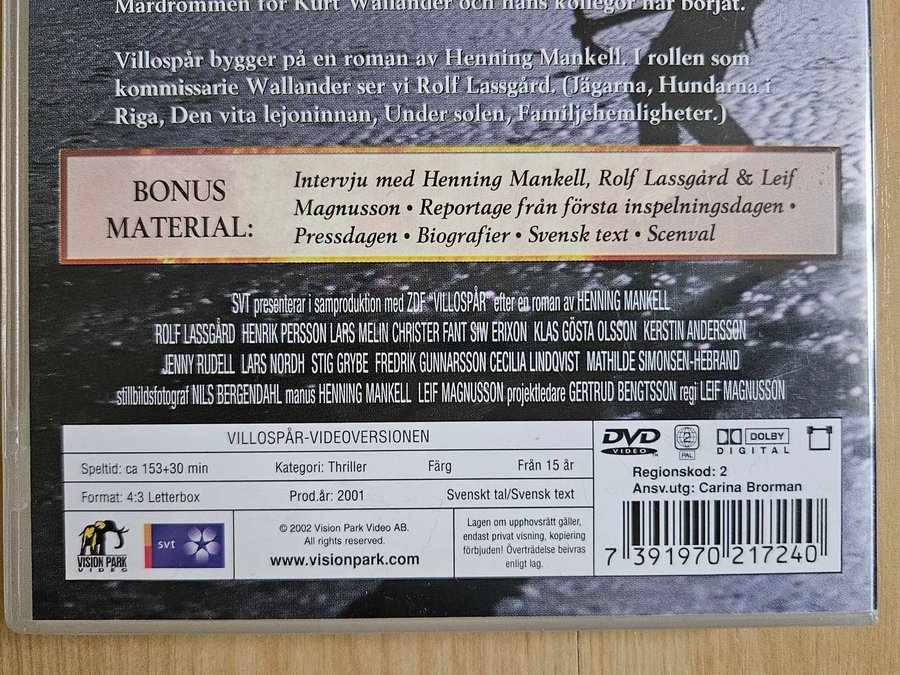 Mardrömmen för Kurt Wallander och hans kollegor har börjat.
Villospår bygger på en roman av Henning Mankell. I rollen som
kommissarie Wallander ser vi Rolf Lassgård. (Jägarna, Hundarna i
Riga, Den vita lejoninnan, Under solen, Familjehemligheter.)
BONUS
MATERIAL:
Intervju med Henning Mankell, Rolf Lassgård & Leif
Magnusson • Reportage från första inspelningsdagen •
Pressdagen • Biografier • Svensk text • Scenval
SVT presenterar i samproduktion med ZDF "VILLOSPÅR" efter en roman av HENNING MANKELL
ROLF LASSGÅRD HENRIK PERSSON LARS MELIN CHRISTER FANT SIW ERIXON KLAS GÖSTA OLSSON KERSTIN ANDERSSON
JENNY RUDELL LARS NORDH STIG GRYBE FREDRIK GUNNARSSON CECILIA LINDQVIST MATHILDE SIMONSEN-HEBRAND
stillbildsfotograf NILS BERGENDAHL manus HENNING MANKELL LEIF MAGNUSSON projektledare GERTRUD BENGTSSON regi LEIF MAGNUSSON
VILLOSPÅR-VIDEOVERSIONEN
Speltid: ca 153+30 min Kategori: Thriller Färg Från 15 år
Format: 4:3 Letterbox Prod.år: 2001 Svenskt tal/Svensk text
VISION PARK
VIDEO
svt
© 2002 Vision Park Video AB.
All rights reserved.
www.visionpark.com
Lagen om upphovsrätt gäller,
endast privat visning, kopiering
förbjuden! Överträdelse beivras
enligt lag.
DVD
VIDEO
2
PAL
DOLBY
DIGITAL
Regionskod: 2
Ansv.utg: Carina Brorman
7 391970 217240